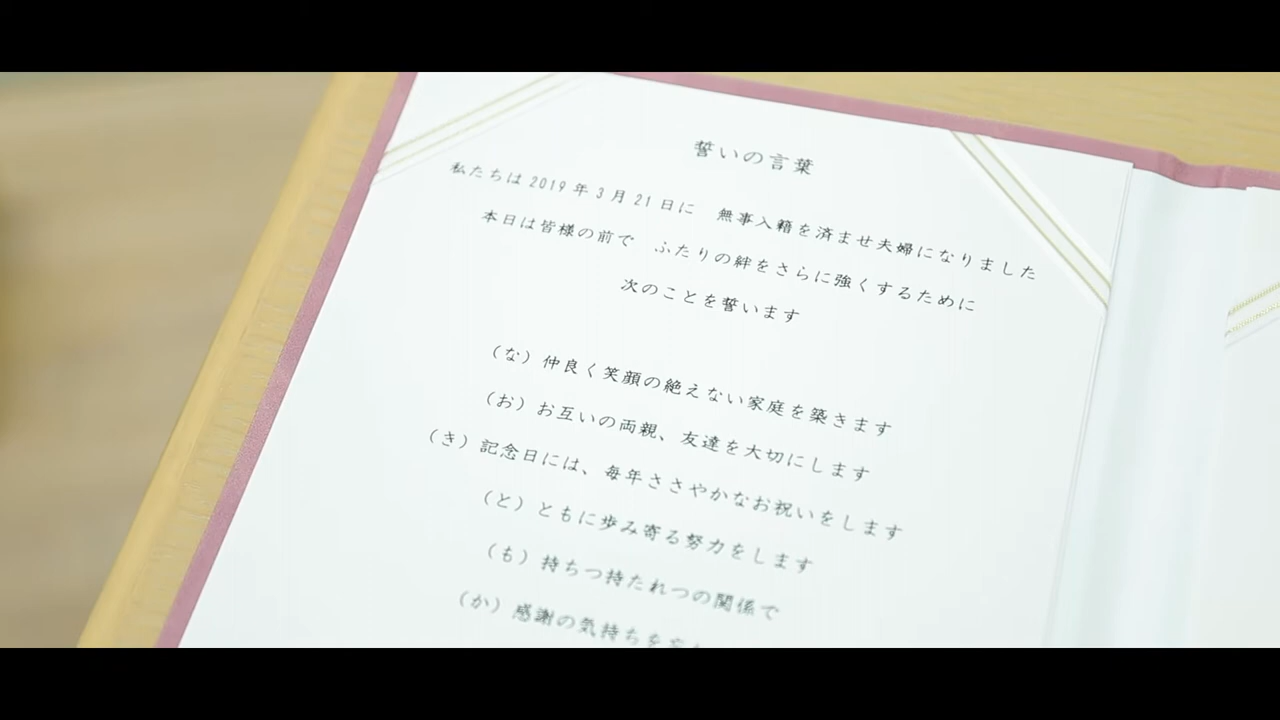 誓いの言葉
私たちは2019年3月21日に 無事入籍を済ませ夫婦になりました
本日は皆様の前で ふたりの絆をさらに強くするために
次のことを誓います
(な)仲良く笑顔の絶えない家庭を築きます
(お)お互いの両親、友達を大切にします
(き)記念日には、毎年ささやかなお祝いをします
(と)ともに歩み寄る努力をします
(も)持ちつ持たれつの関係で
(か)感謝の気持ちを